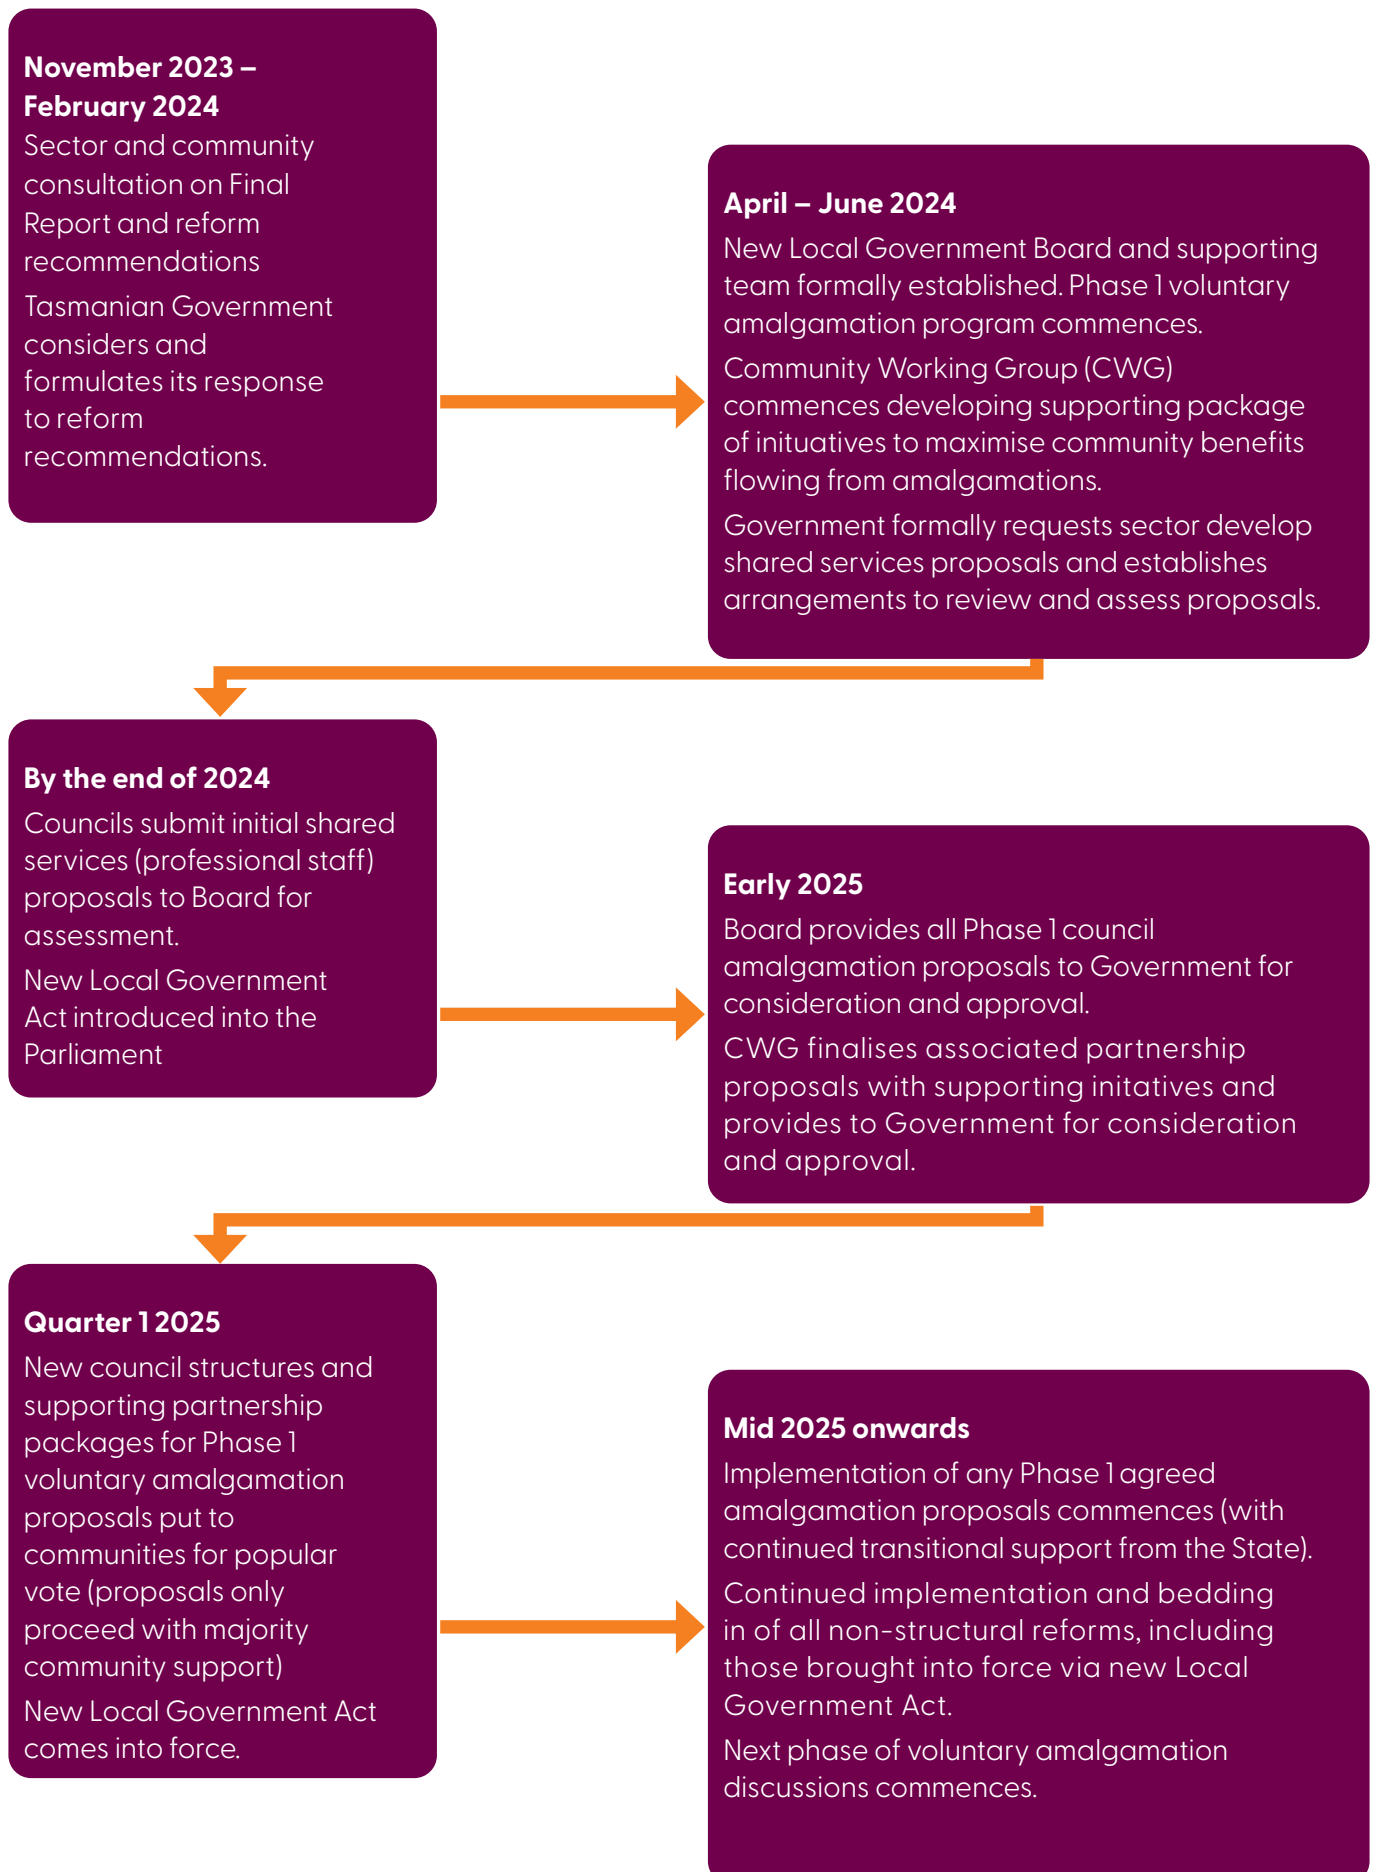 November 2023 –
February 2024
Sector and community
consultation on Final
Report and reform
recommendations
Tasmanian Government
considers and
formulates its response
to reform
recommendations.
April – June 2024
New Local Government Board and supporting
team formally established. Phase 1 voluntary
amalgamation program commences.
Community Working Group (CWG)
commences developing supporting package
of inituatives to maximise community benefits
flowing from amalgamations.
Government formally requests sector develop
shared services proposals and establishes
arrangements to review and assess proposals.
By the end of 2024
Councils submit initial shared
services (professional staff)
proposals to Board for
assessment.
New Local Government
Act introduced into the
Parliament
Early 2025
Board provides all Phase 1 council
amalgamation proposals to Government for
consideration and approval.
CWG finalises associated partnership
proposals with supporting initatives and
provides to Government for consideration
and approval.
Quarter 1 2025
New council structures and
supporting partnership
packages for Phase 1
voluntary amalgamation
proposals put to
communities for popular
vote (proposals only
proceed with majority
community support)
New Local Government Act
comes into force.
Mid 2025 onwards
Implementation of any Phase 1 agreed
amalgamation proposals commences (with
continued transitional support from the State).
Continued implementation and bedding
in of all non-structural reforms, including
those brought into force via new Local
Government Act.
Next phase of voluntary amalgamation
discussions commences.